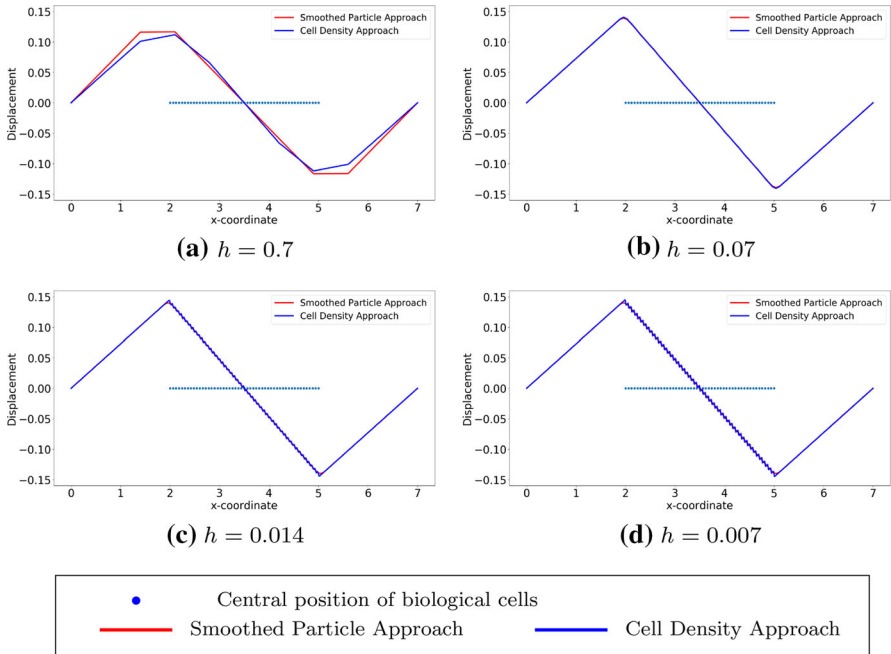 Smoothed Particle Approach
Cell Density Approach
Displacement
0.15
0.10
0.05
0.00
−0.05
−0.10
−0.15
0 1 2 3 4 5 6 7
x-coordinate
(a) h = 0.7
Smoothed Particle Approach
Cell Density Approach
Displacement
0.15
0.10
0.05
0.00
−0.05
−0.10
−0.15
0 1 2 3 4 5 6 7
x-coordinate
(b) h = 0.07
Smoothed Particle Approach
Cell Density Approach
Displacement
0.15
0.10
0.05
0.00
−0.05
−0.10
−0.15
0 1 2 3 4 5 6 7
x-coordinate
(c) h = 0.014
Smoothed Particle Approach
Cell Density Approach
Displacement
0.15
0.10
0.05
0.00
−0.05
−0.10
−0.15
0 1 2 3 4 5 6 7
x-coordinate
(d) h = 0.007
Central position of biological cells
Smoothed Particle Approach Cell Density Approach